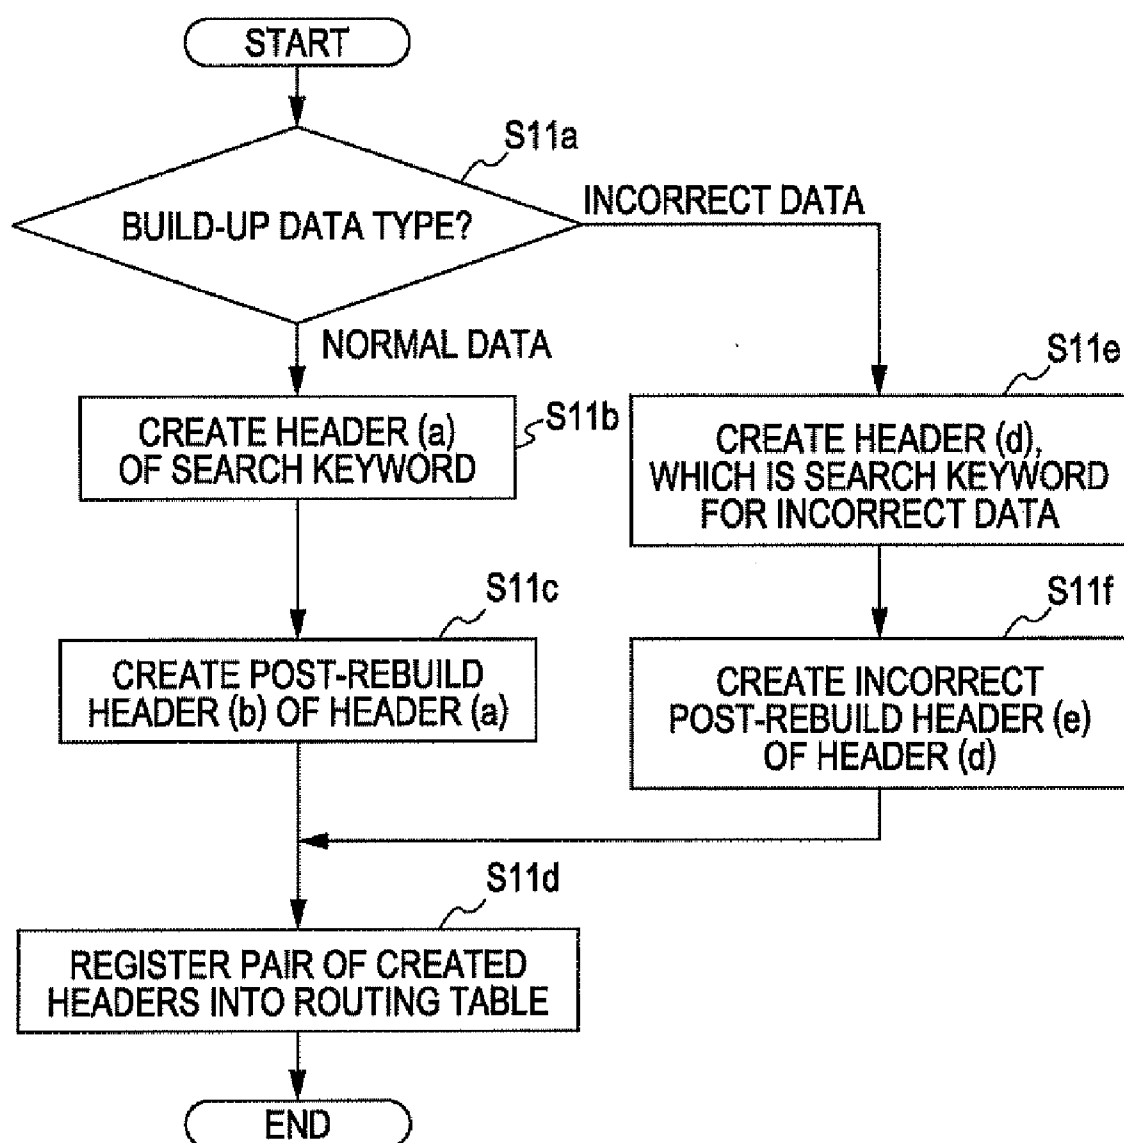 START
S11a
BUILD-UP DATA TYPE?
INCORRECT DATA
NORMAL DATA
S11b
CREATE HEADER (a)
OF SEARCH KEYWORD
S11e
CREATE HEADER (d),
WHICH IS SEARCH KEYWORD
FOR INCORRECT DATA
S11c
CREATE POST-REBUILD
HEADER (b) OF HEADER (a)
S11f
CREATE INCORRECT
POST-REBUILD HEADER (e)
OF HEADER (d)
S11d
REGISTER PAIR OF CREATED
HEADERS INTO ROUTING TABLE
END